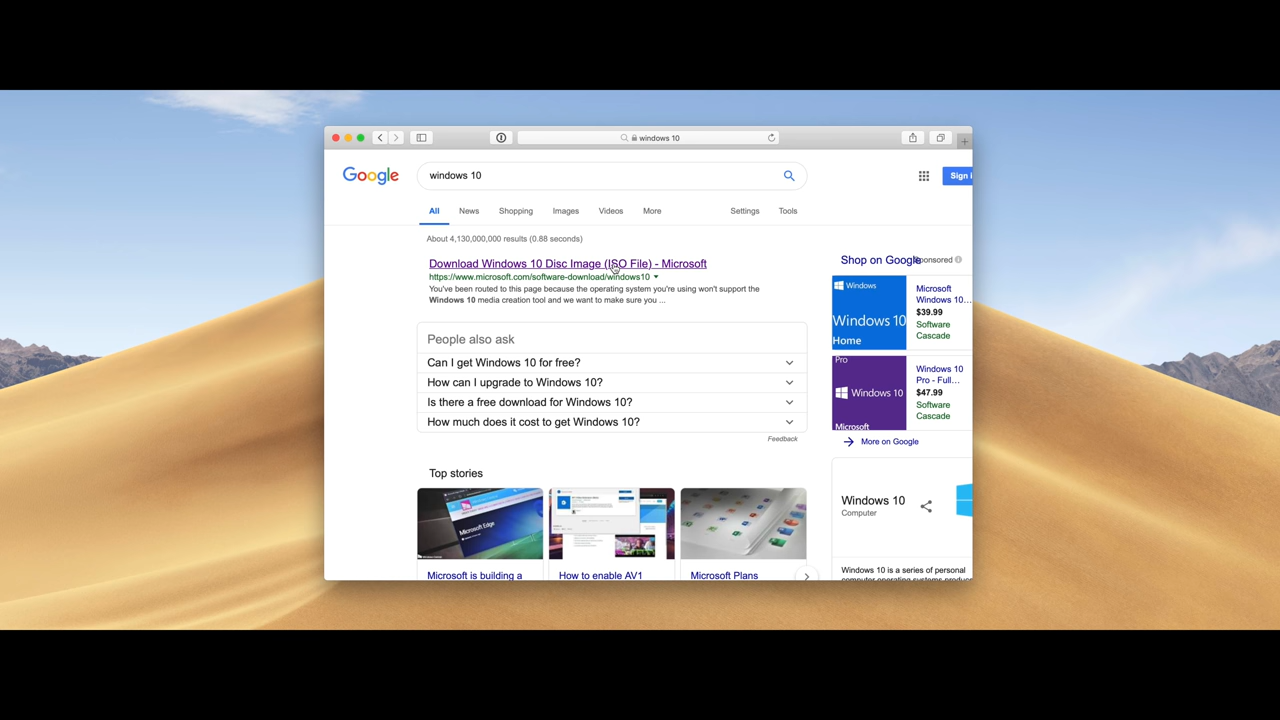 windows 10
Google
windows 10
Sign i
All News Shopping Images Videos More Settings Tools
About 4,130,000,000 results (0.88 seconds)
Download Windows 10 Disc Image (ISO File) - Microsoft
https://www.microsoft.com/software-download/windows10
You've been routed to this page because the operating system you're using won't support the
Windows 10 media creation tool and we want to make sure you ...
People also ask
Can I get Windows 10 for free?
How can I upgrade to Windows 10?
Is there a free download for Windows 10?
How much does it cost to get Windows 10?
Feedback
Top stories
Microsoft Edge
Microsoft is building a
How to enable AV1
Microsoft Plans
Shop on Google
Sponsored
Windows
Windows 10
Home
Microsoft
Windows 10...
$39.99
Software
Cascade
Pro
Windows 10
Microsoft
Windows 10
Pro - Full...
$47.99
Software
Cascade
More on Google
Windows 10
Computer
Windows 10 is a series of personal
computer operating systems produce